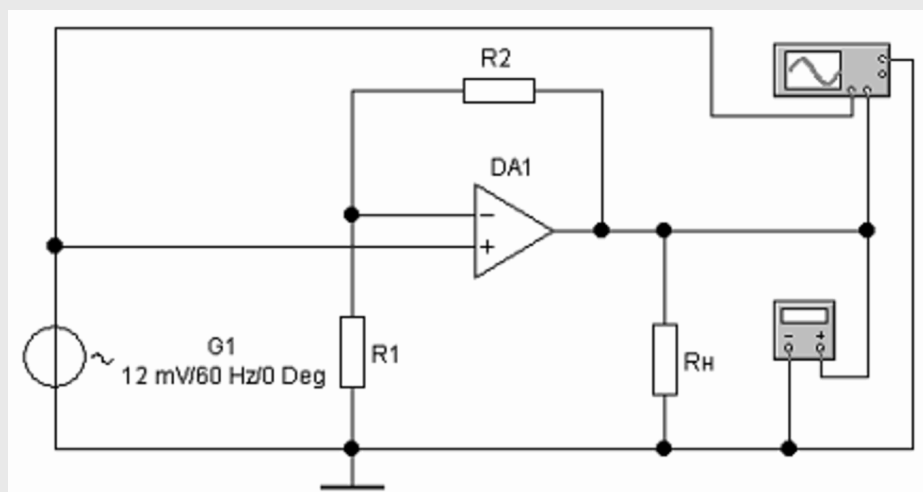 R2
DA1
−
+
G1
12 mV/60 Hz/0 Deg
R1
Rн
− +